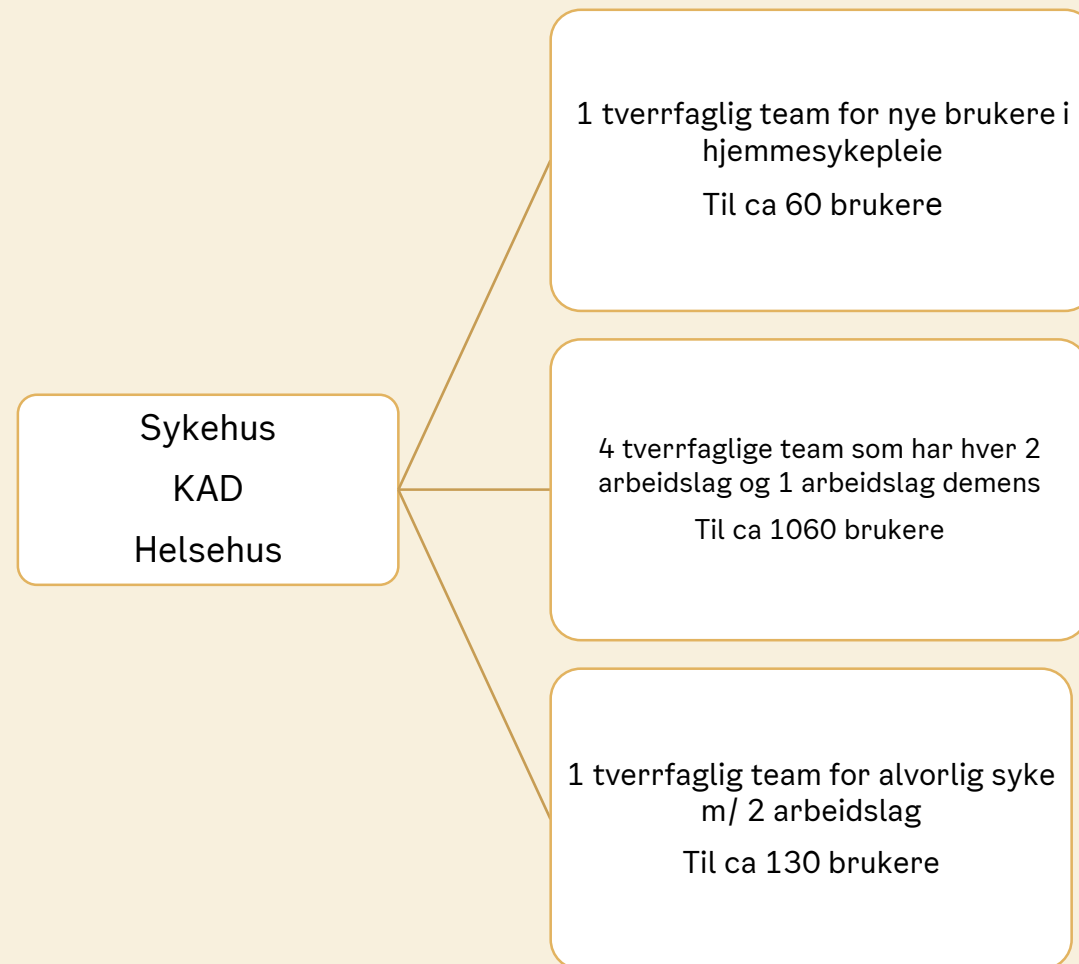 1 tverrfaglig team for nye brukere i
hjemmesykepleie
Til ca 60 brukere
Sykehus
KAD
Helsehus
4 tverrfaglige team som har hver 2
arbeidslag og 1 arbeidslag demens
Til ca 1060 brukere
1 tverrfaglig team for alvorlig syke
m/ 2 arbeidslag
Til ca 130 brukere